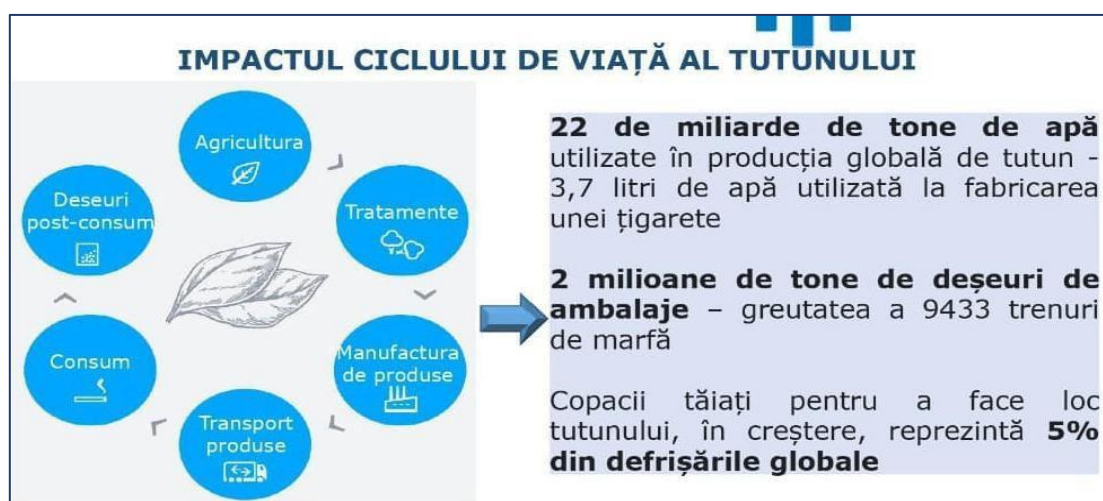 IMPACTUL CICLULUI DE VIAȚĂ AL TUTUNULUI
Agricultura
Tratamente
Manufactura
de produse
Transport
produse
Consum
Deseuri
post-consum
22 de miliarde de tone de apă
utilizate în producția globală de tutun -
3,7 litri de apă utilizată la fabricarea
unei țigarete
2 milioane de tone de deșeuri de
ambalaje – greutatea a 9433 trenuri
de marfă
Copacii tăiați pentru a face loc
tutunului, în creștere, reprezintă 5%
din defrișările globale